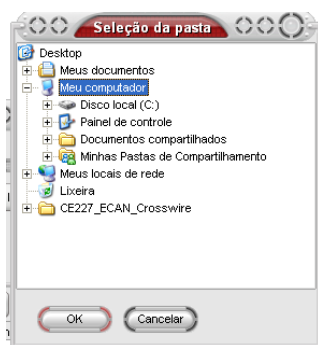 Seleção da pasta
Desktop
Meus documentos
Meu computador
Disco local (C:)
Painel de controle
Documentos compartilhados
Minhas Pastas de Compartilhamento
Meus locais de rede
Lixeira
CE227_ECAN_Crosswire
OK Cancelar